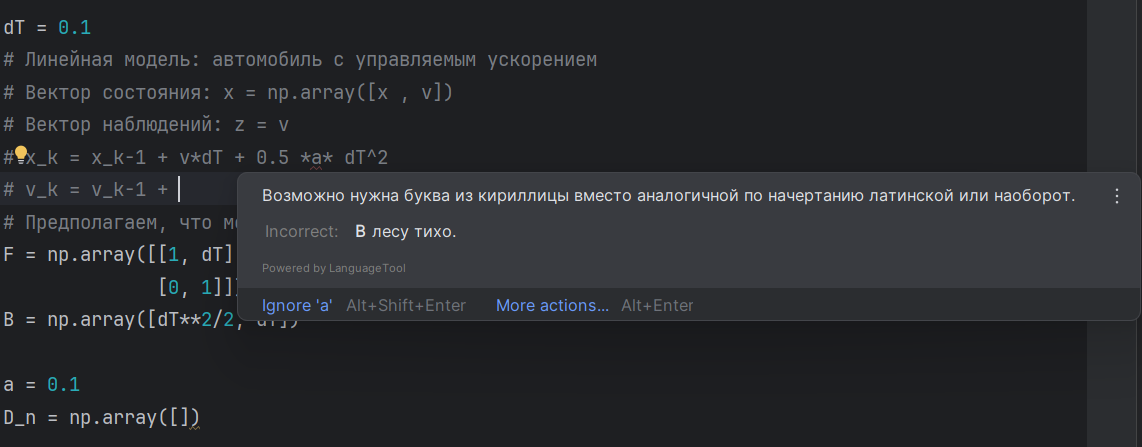 dT = 0.1
# Линейная модель: автомобиль с управляемым ускорением
# Вектор состояния: x = np.array([x , v])
# Вектор наблюдений: z = v
# x_k = x_k-1 + v*dT + 0.5 *a* dT^2
# v_k = v_k-1 +
Возможно нужна буква из кириллицы вместо аналогичной по начертанию латинской или наоборот.
Incorrect: В лесу тихо.
Powered by LanguageTool
Ignore 'a' Alt+Shift+Enter More actions... Alt+Enter
# Предполагаем, что
F = np.array([[1, dT]
[0, 1]])
B = np.array([dT**2/2, dT])
a = 0.1
D_n = np.array([])